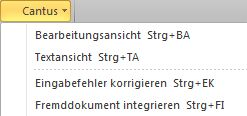 Cantus
Bearbeitungsansicht Strg+BA
Textansicht Strg+TA
Eingabefehler korrigieren Strg+EK
Fremddokument integrieren Strg+FI